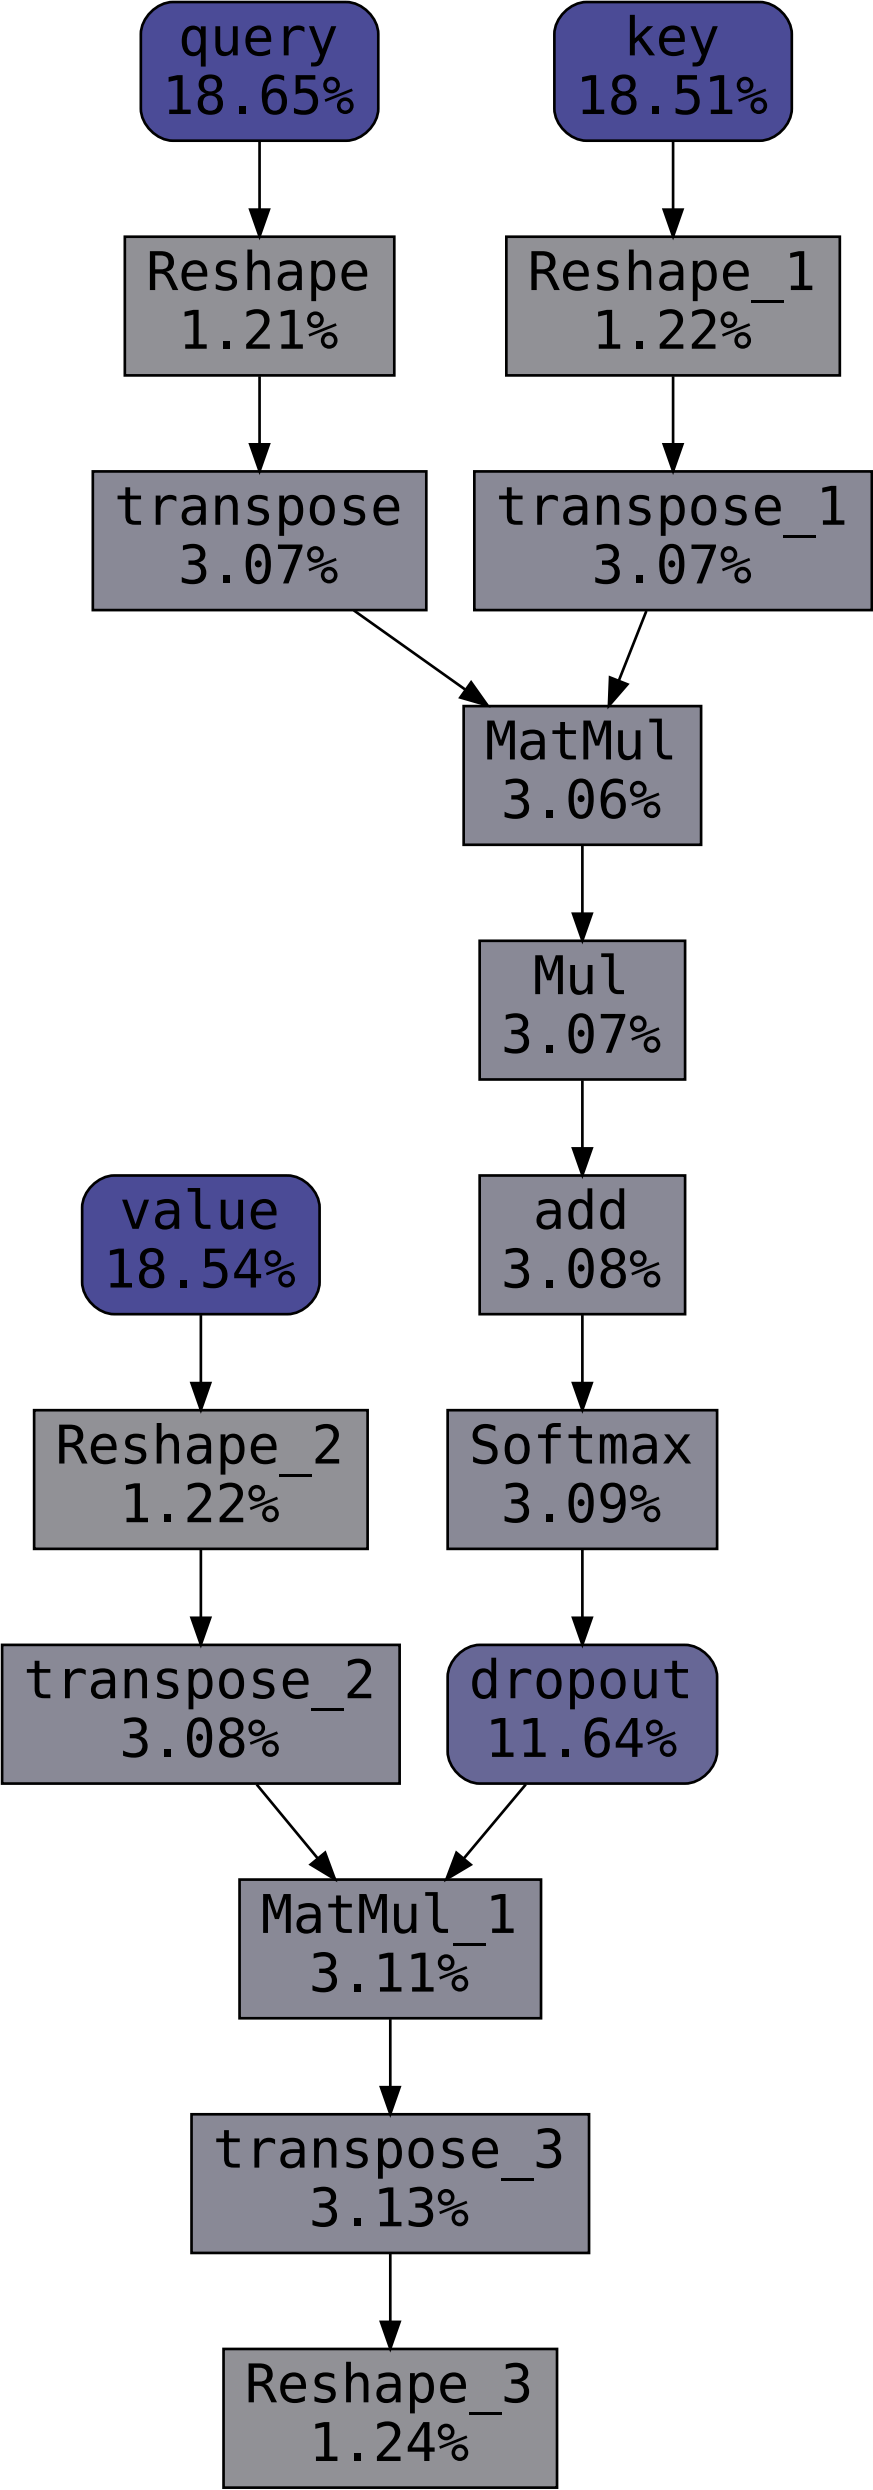 query
18.65%
key
18.51%
Reshape
1.21%
Reshape_1
1.22%
transpose
3.07%
transpose_1
3.07%
MatMul
3.06%
Mul
3.07%
value
18.54%
add
3.08%
Reshape_2
1.22%
Softmax
3.09%
transpose_2
3.08%
dropout
11.64%
MatMul_1
3.11%
transpose_3
3.13%
Reshape_3
1.24%